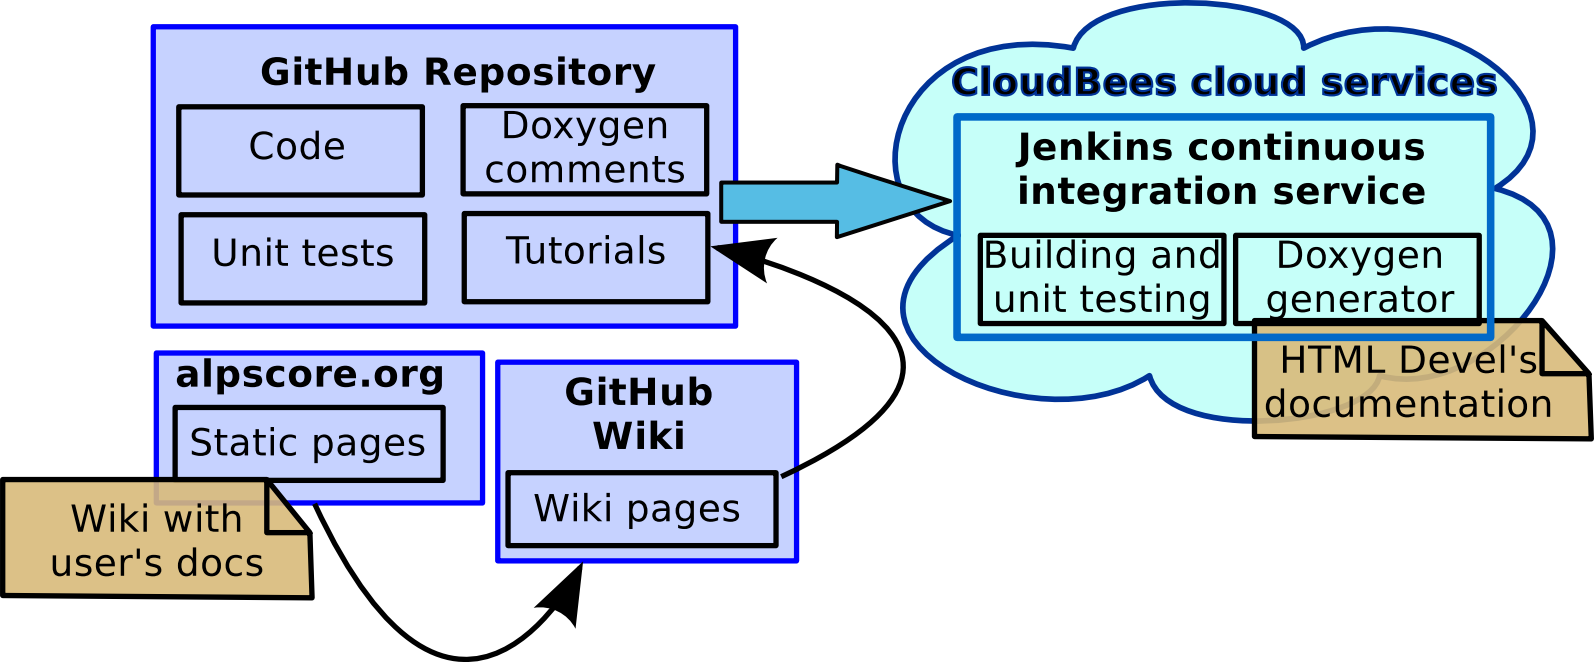 GitHub Repository
Code
Doxygen
comments
Unit tests
Tutorials
CloudBees cloud services
Jenkins continuous
integration service
Building and
unit testing
Doxygen
generator
HTML Devel's
documentation
alpscore.org
Static pages
Wiki with
user's docs
GitHub
Wiki
Wiki pages